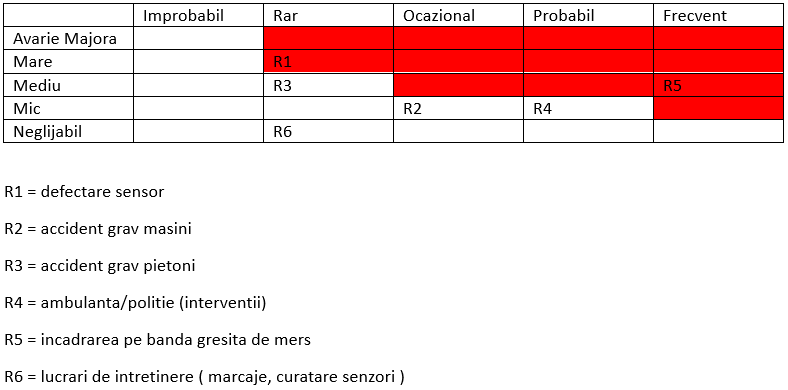 Improbabil Rar Ocazional Probabil Frecvent
Avarie Majora
Mare R1
Mediu R3 R5
Mic R2 R4
Neglijabil R6
R1 = defectare sensor
R2 = accident grav masini
R3 = accident grav pietoni
R4 = ambulanta/politie (interventii)
R5 = incadrarea pe banda gresita de mers
R6 = lucrari de intretinere ( marcaje, curatare senzori )